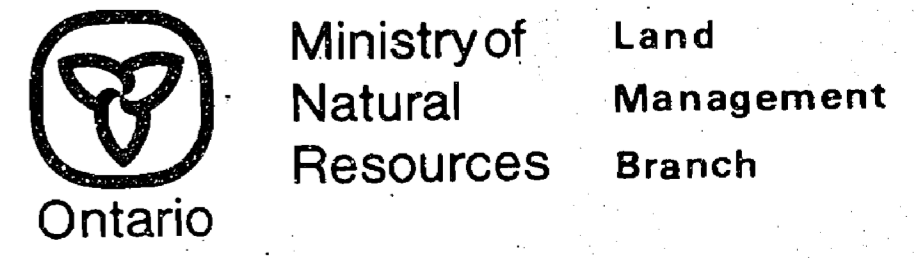 Ministry of
Natural
Resources
Land
Management
Branch
Ontario